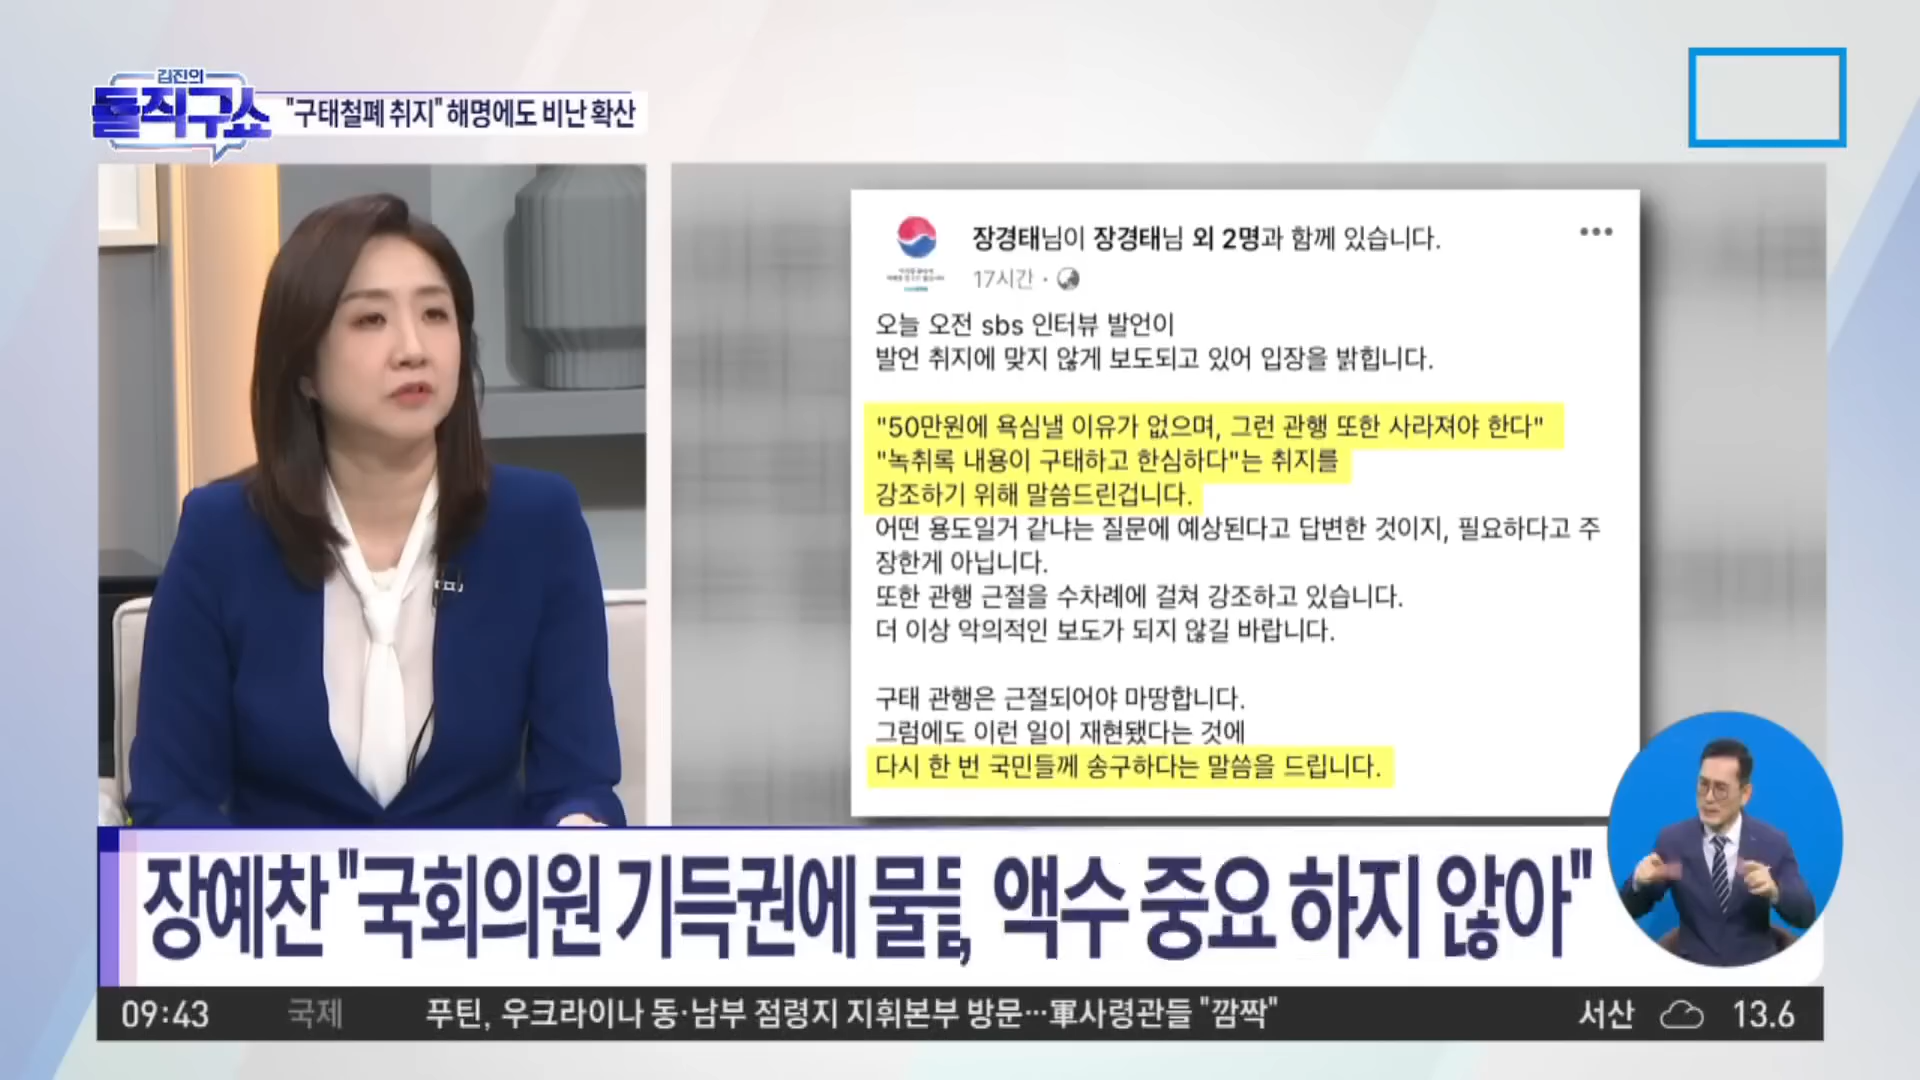 김진의
돌직구쇼
"구태철폐 취지" 해명에도 비난 확산
장경태님이 장경태님 외 2명과 함께 있습니다.
17시간 ·
오늘 오전 sbs 인터뷰 발언이
발언 취지에 맞지 않게 보도되고 있어 입장을 밝힙니다.
"50만원에 욕심낼 이유가 없으며, 그런 관행 또한 사라져야 한다"
"녹취록 내용이 구태하고 한심하다"는 취지를
강조하기 위해 말씀드린겁니다.
어떤 용도일거 같냐는 질문에 예상된다고 답변한 것이지, 필요하다고 주
장한게 아닙니다.
또한 관행 근절을 수차례에 걸쳐 강조하고 있습니다.
더 이상 악의적인 보도가 되지 않길 바랍니다.
구태 관행은 근절되어야 마땅합니다.
그럼에도 이런 일이 재현됐다는 것에
다시 한 번 국민들께 송구하다는 말씀을 드립니다.
장예찬 "국회의원 기득권에 물들, 액수 중요 하지 않아"
09:43 국제 푸틴, 우크라이나 동·남부 점령지 지휘본부 방문…軍사령관들 "깜짝" 서산 13.6